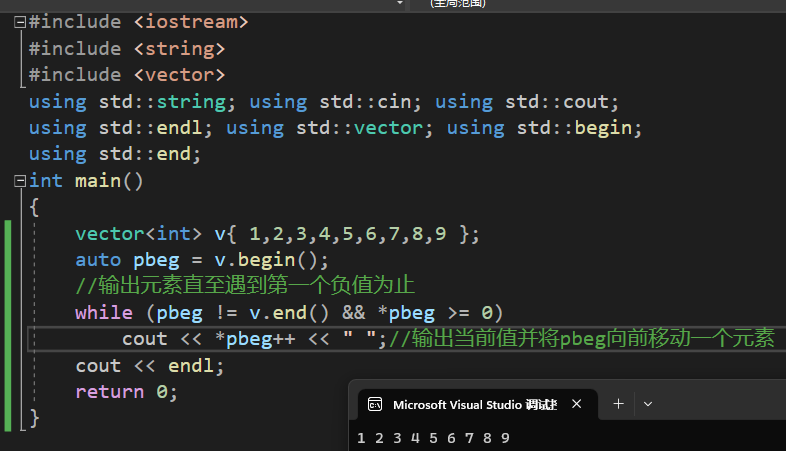 (全局范围)
#include <iostream>
#include <string>
#include <vector>
using std::string; using std::cin; using std::cout;
using std::endl; using std::vector; using std::begin;
using std::end;
int main()
{
vector<int> v{ 1,2,3,4,5,6,7,8,9 };
auto pbeg = v.begin();
//输出元素直至遇到第一个负值为止
while (pbeg != v.end() && *pbeg >= 0)
cout << *pbeg++ << " ";//输出当前值并将pbeg向前移动一个元素
cout << endl;
return 0;
}
Microsoft Visual Studio 调试
1 2 3 4 5 6 7 8 9